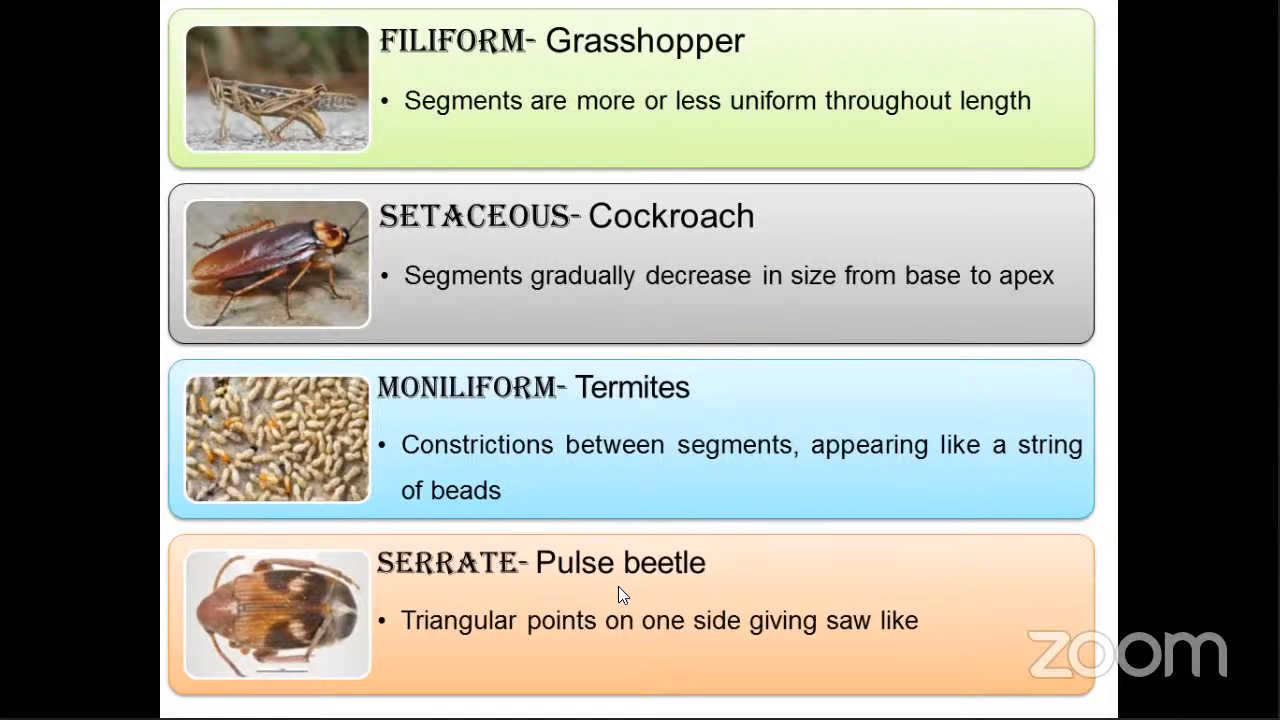 FILIFORM- Grasshopper
• Segments are more or less uniform throughout length
SETACEOUS- Cockroach
• Segments gradually decrease in size from base to apex
MONILIFORM- Termites
• Constrictions between segments, appearing like a string
of beads
SERRATE- Pulse beetle
• Triangular points on one side giving saw like
zoom